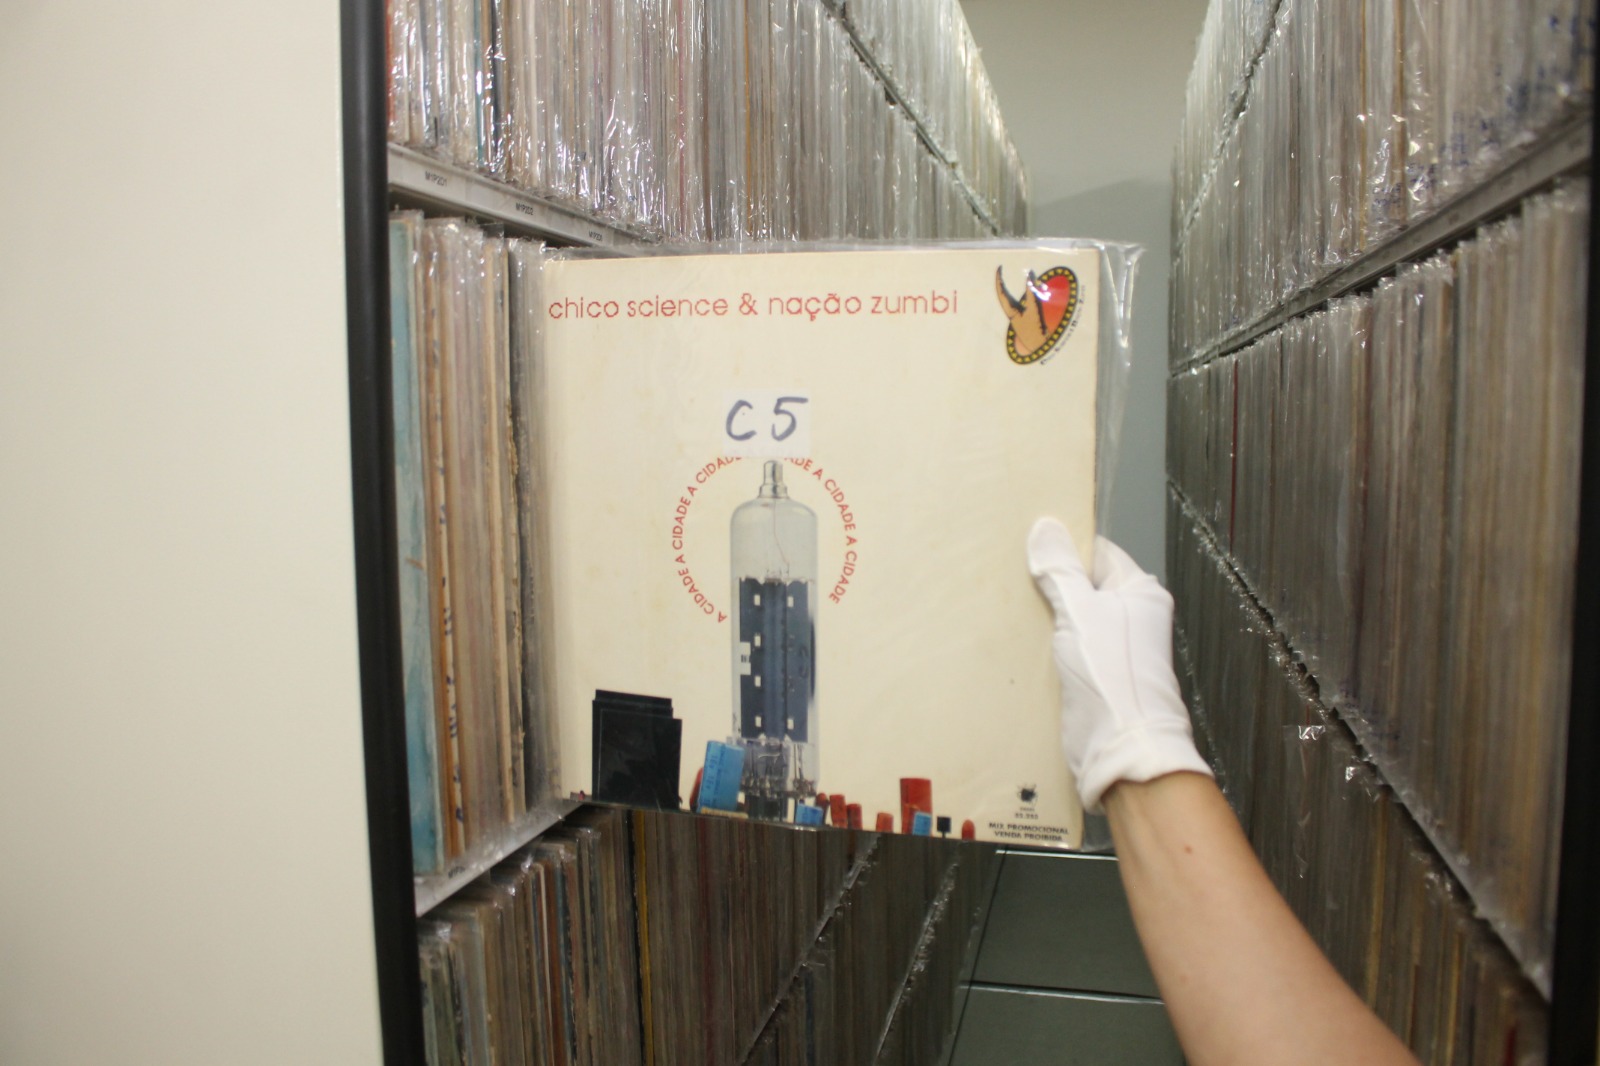 chico science & nação zumbi
C5
A CIDADE A CIDADE A CIDADE A CIDADE A CIDADE
MIX PROMOCIONAL
VENDA PROIBIDA